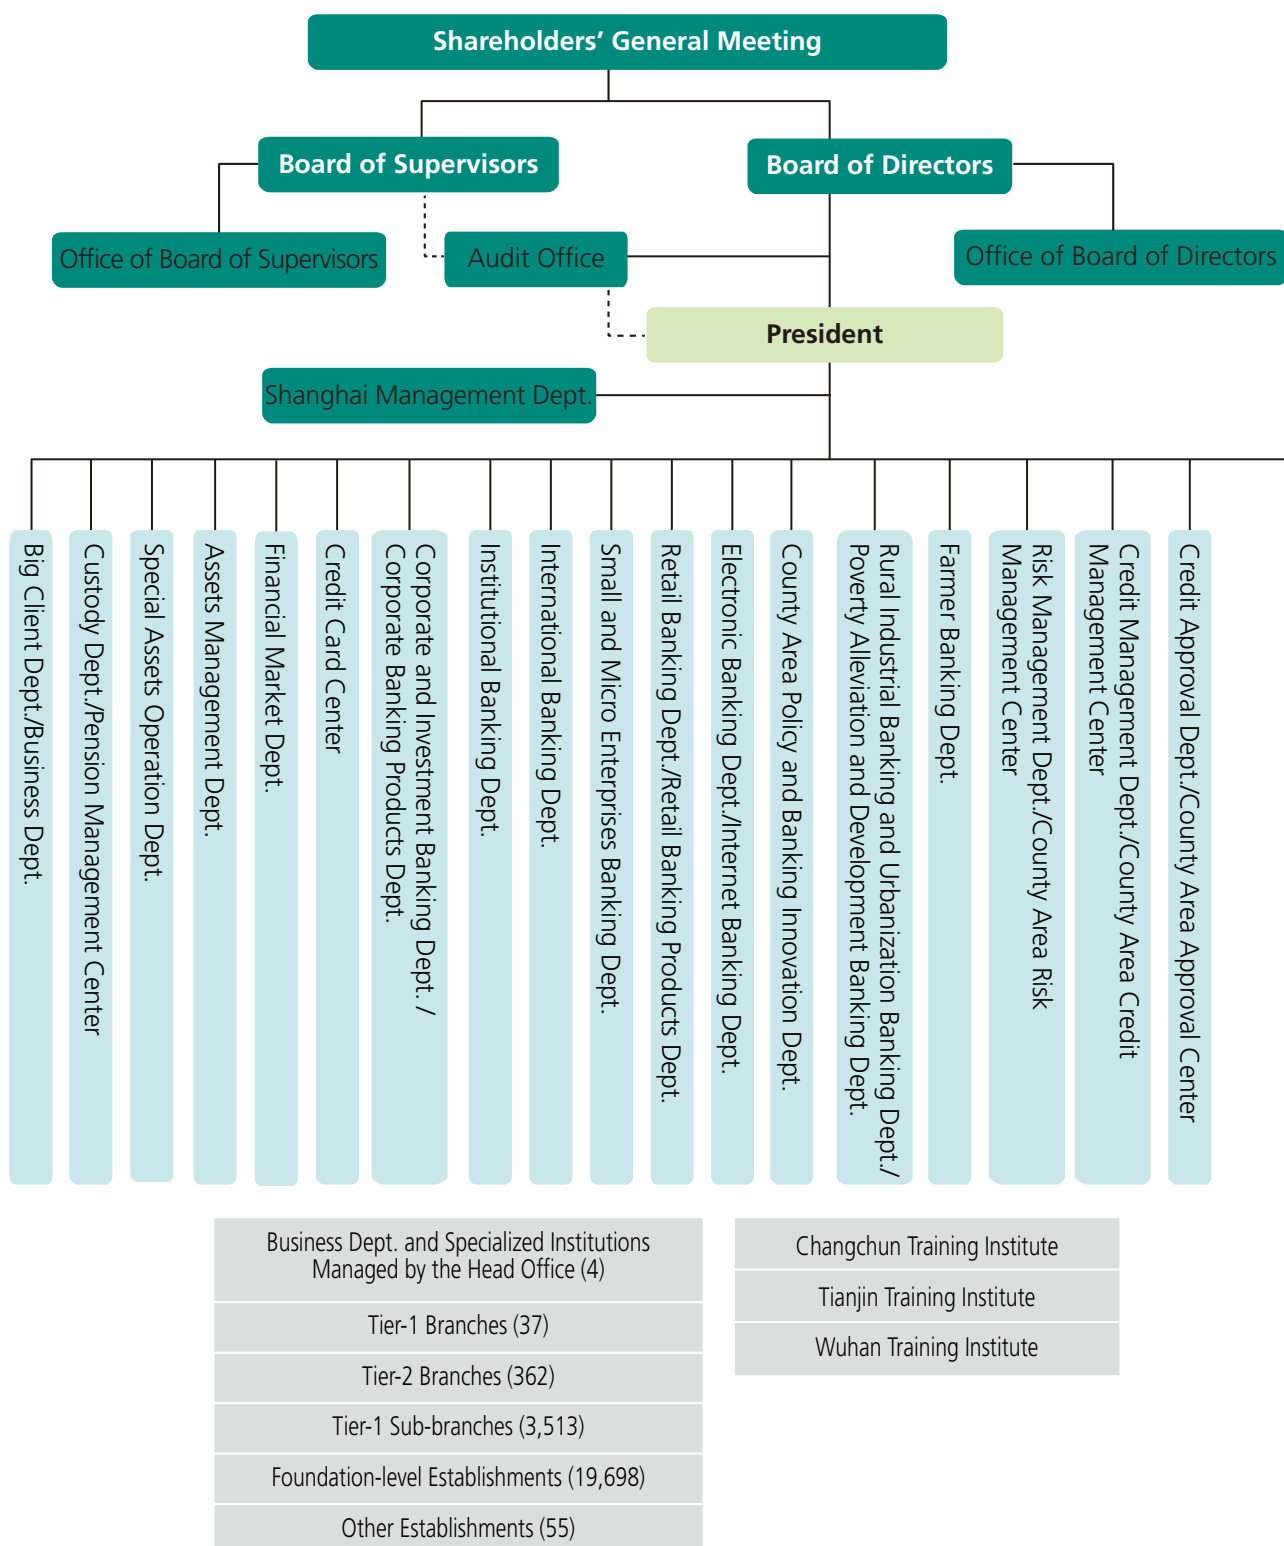 Shareholders’ General Meeting
Board of Supervisors
Board of Directors
Office of Board of Supervisors
Audit Office
Office of Board of Directors
President
Shanghai Management Dept.
Big Client Dept./Business Dept.
Custody Dept./Pension Management Center
Special Assets Operation Dept.
Assets Management Dept.
Financial Market Dept.
Credit Card Center
Corporate and Investment Banking Dept. /
Corporate Banking Products Dept.
Institutional Banking Dept.
International Banking Dept.
Small and Micro Enterprises Banking Dept.
Retail Banking Dept./Retail Banking Products Dept.
Electronic Banking Dept./Internet Banking Dept.
County Area Policy and Banking Innovation Dept.
Rural Industrial Banking and Urbanization Banking Dept./
Poverty Alleviation and Development Banking Dept.
Farmer Banking Dept.
Risk Management Dept./County Area Risk
Management Center
Credit Management Dept./County Area Credit
Management Center
Credit Approval Dept./County Area Approval Center
Business Dept. and Specialized Institutions
Managed by the Head Office (4)
Tier-1 Branches (37)
Tier-2 Branches (362)
Tier-1 Sub-branches (3,513)
Foundation-level Establishments (19,698)
Other Establishments (55)
Changchun Training Institute
Tianjin Training Institute
Wuhan Training Institute